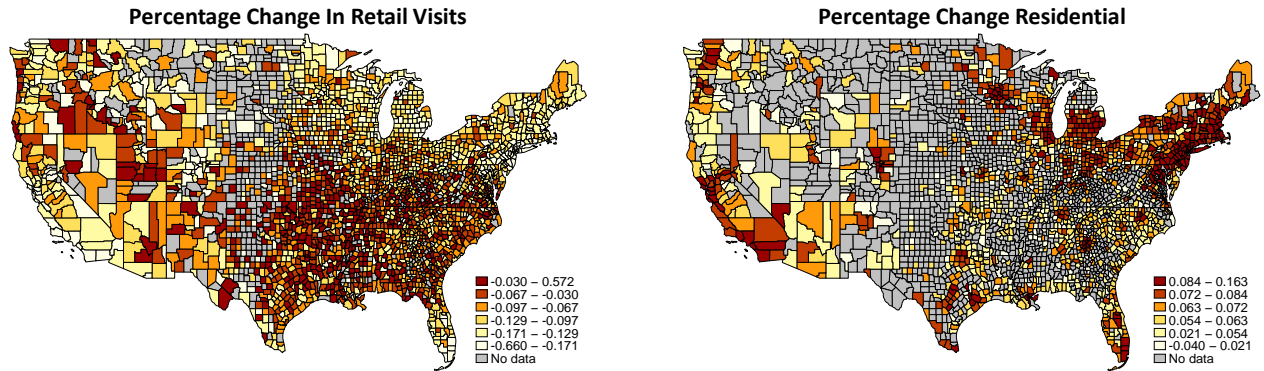 Percentage Change In Retail Visits
-0.030 – 0.572
-0.067 – -0.030
-0.097 – -0.067
-0.129 – -0.097
-0.171 – -0.129
-0.660 – -0.171
No data
Percentage Change Residential
0.084 – 0.163
0.072 – 0.084
0.063 – 0.072
0.054 – 0.063
0.021 – 0.054
-0.040 – 0.021
No data